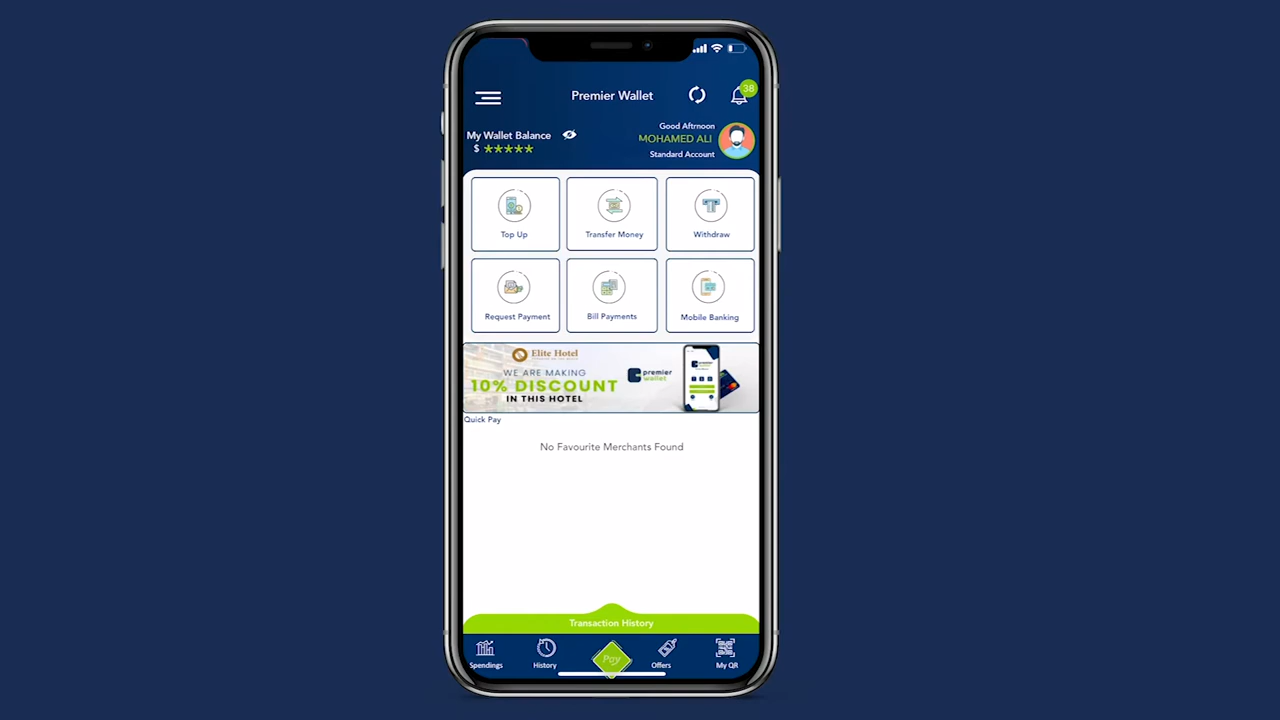 Premier Wallet
38
My Wallet Balance
$ *****
Good Aftrnoon
MOHAMED ALI
Standard Account
Top Up
Transfer Money
Withdraw
Request Payment
Bill Payments
Mobile Banking
Elite Hotel
WE ARE MAKING
10% DISCOUNT
IN THIS HOTEL
premier
wallet
Quick Pay
No Favourite Merchants Found
Transaction History
Spendings
History
Pay
Offers
My QR